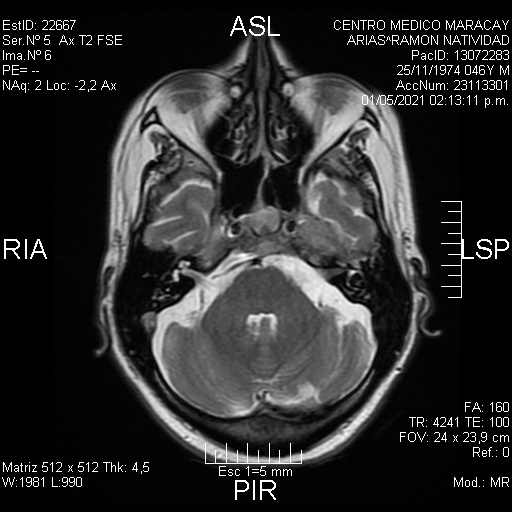 EstID: 22667
Ser.Nº 5 Ax T2 FSE
Ima.Nº 6
PE= --
NAq: 2 Loc: -2,2 Ax
ASL
CENTRO MEDICO MARACAY
ARIAS^RAMON NATIVIDAD
PacID: 13072283
25/11/1974 046Y M
AccNum: 23113301
01/05/2021 02:13:11 p.m.
RIA
LSP
Matriz 512 x 512 Thk: 4,5
W:1981 L:990
Esc 1=5 mm
PIR
FA: 160
TR: 4241 TE: 100
FOV: 24 x 23,9 cm
Ref.: 0
Mod.: MR